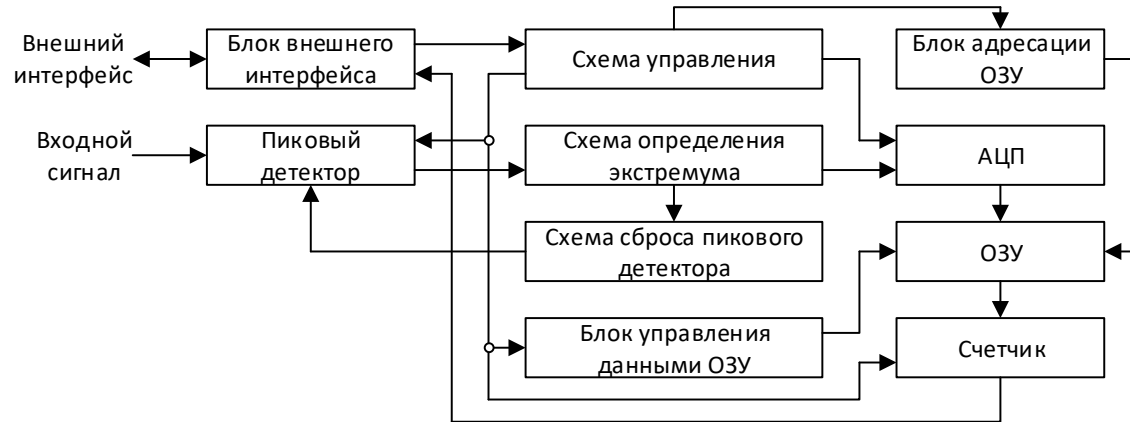 Внешний
интерфейс
Блок внешнего
интерфейса
Схема управления
Блок адресации
ОЗУ
Входной
сигнал
Пиковый
детектор
Схема определения
экстремума
АЦП
Схема сброса пикового
детектора
ОЗУ
Блок управления
данными ОЗУ
Счетчик